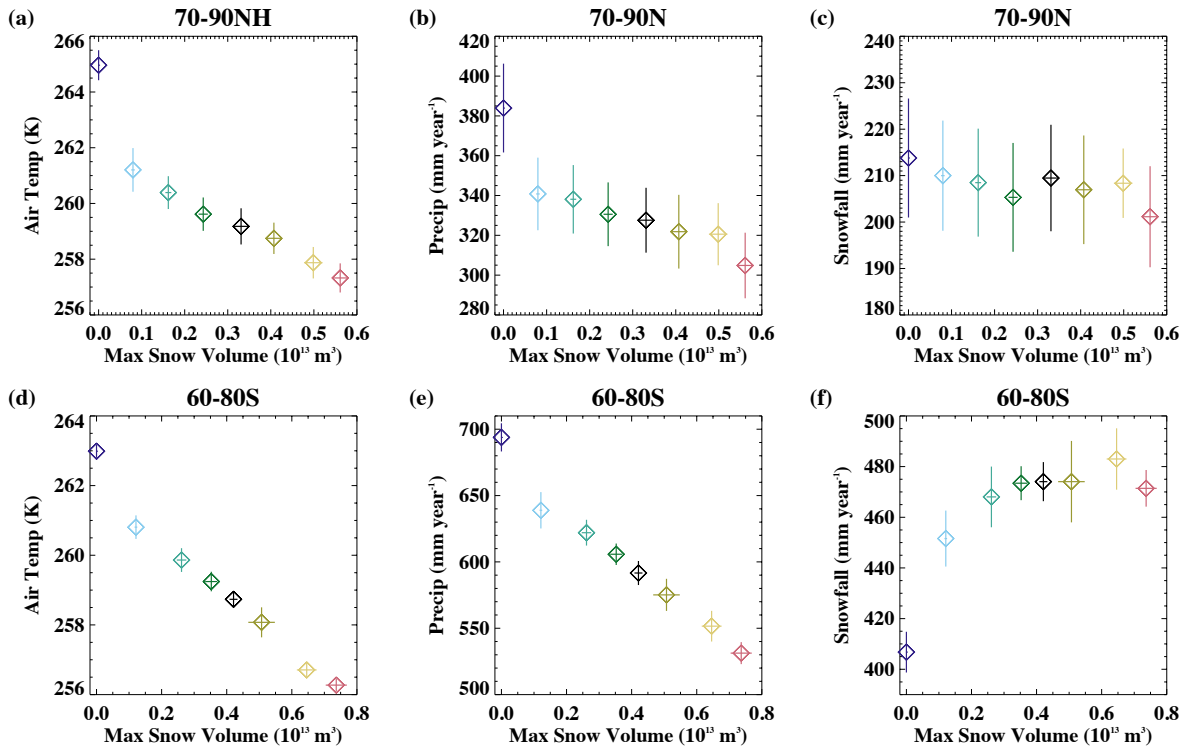 (a) 70-90NH
266
264
262
261
259
257
256
Air Temp (K)
0.0 0.1 0.2 0.3 0.4 0.5 0.6
Max Snow Volume (10¹³ m³)
(b) 70-90N
420
400
380
360
340
320
300
280
Precip (mm year⁻¹)
0.0 0.1 0.2 0.3 0.4 0.5 0.6
Max Snow Volume (10¹³ m³)
(c) 70-90N
240
230
220
210
200
190
180
Snowfall (mm year⁻¹)
0.0 0.1 0.2 0.3 0.4 0.5 0.6
Max Snow Volume (10¹³ m³)
(d) 60-80S
264
262
260
258
256
Air Temp (K)
0.0 0.2 0.4 0.6 0.8
Max Snow Volume (10¹³ m³)
(e) 60-80S
700
640
600
540
500
Precip (mm year⁻¹)
0.0 0.2 0.4 0.6 0.8
Max Snow Volume (10¹³ m³)
(f) 60-80S
500
480
460
440
420
400
Snowfall (mm year⁻¹)
0.0 0.2 0.4 0.6 0.8
Max Snow Volume (10¹³ m³)